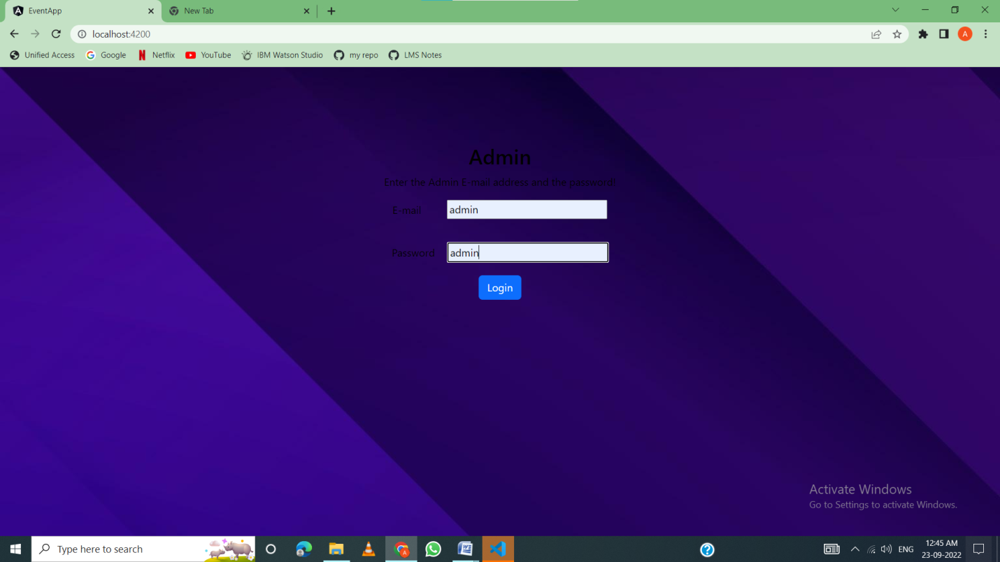 EventApp
New Tab
localhost:4200
A
Unified Access
Google
Netflix
YouTube
IBM Watson Studio
my repo
LMS Notes
Admin
Enter the Admin E-mail address and the password!
E-mail admin
Password admin
Login
Activate Windows
Go to Settings to activate Windows.
Type here to search
ENG
12:45 AM
23-09-2022